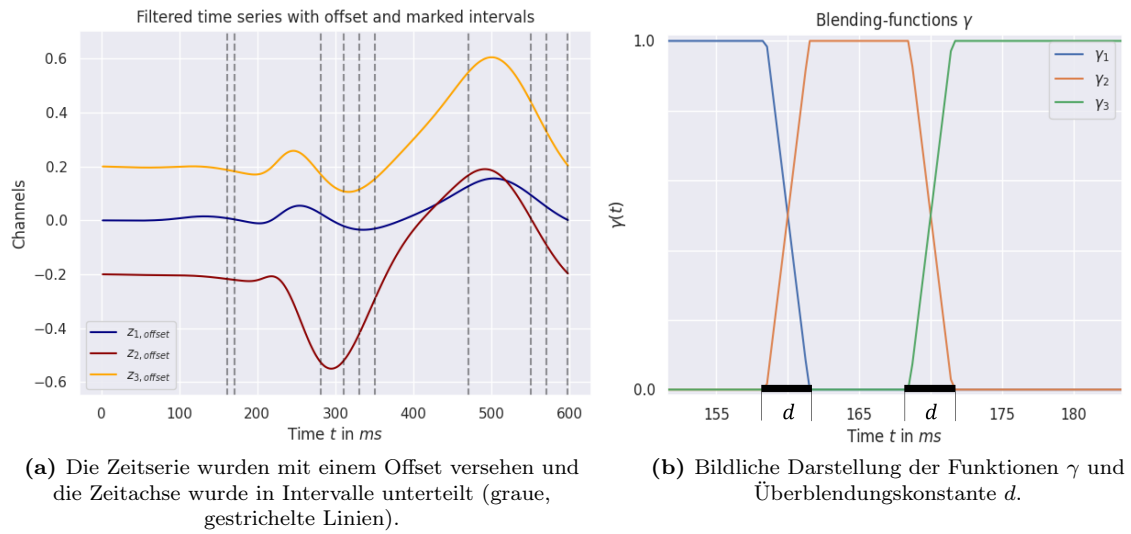 Filtered time series with offset and marked intervals
0.6
0.4
0.2
0.0
−0.2
−0.4
−0.6
Channels
z1,offset
z2,offset
z3,offset
0 100 200 300 400 500 600
Time t in ms
(a) Die Zeitserie wurden mit einem Offset versehen und
die Zeitachse wurde in Intervalle unterteilt (graue,
gestrichelte Linien).
Blending-functions γ
1.0
0.0
γ(t)
γ1
γ2
γ3
155 165 175 180
d d
Time t in ms
(b) Bildliche Darstellung der Funktionen γ und
Überblendungskonstante d.